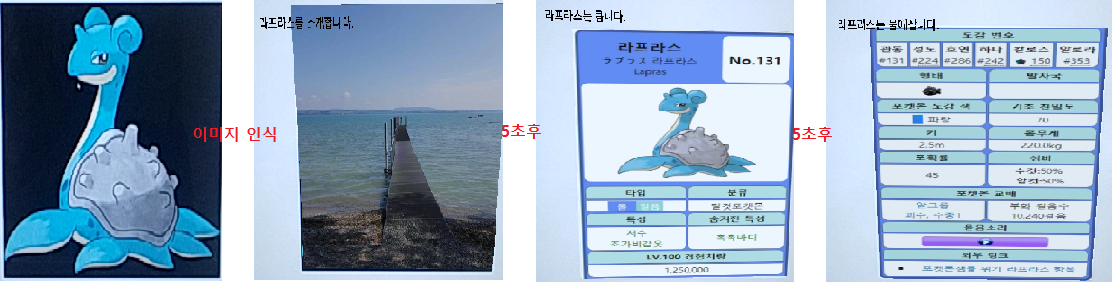 이미지 인식
라프라스를 소개합니다.
5초후
라프라스는 큽니다.
라프라스
ラプラス 라프라스
Lapras
No.131
타입
분류
물 얼음
탈것포켓몬
특성
숨겨진 특성
저수
조가비갑옷
촉촉바디
LV.100 경험치량
1,250,000
5초후
라프라스는 물에삽니다.
도감 번호
관동 성도 호연 하나 칼로스 알로라
#131 #224 #286 #242 150 #353
형태
발자국
포켓몬 도감 색
기초 친밀도
파랑
70
키
몸무게
2.5m
220.0kg
포획률
성비
45
수컷:50%
암컷:50%
포켓몬 교배
알그룹
부화 걸음수
괴수, 수중1
10,240걸음
울음소리
외부 링크
포켓몬샘플 위기 라프라스 항목